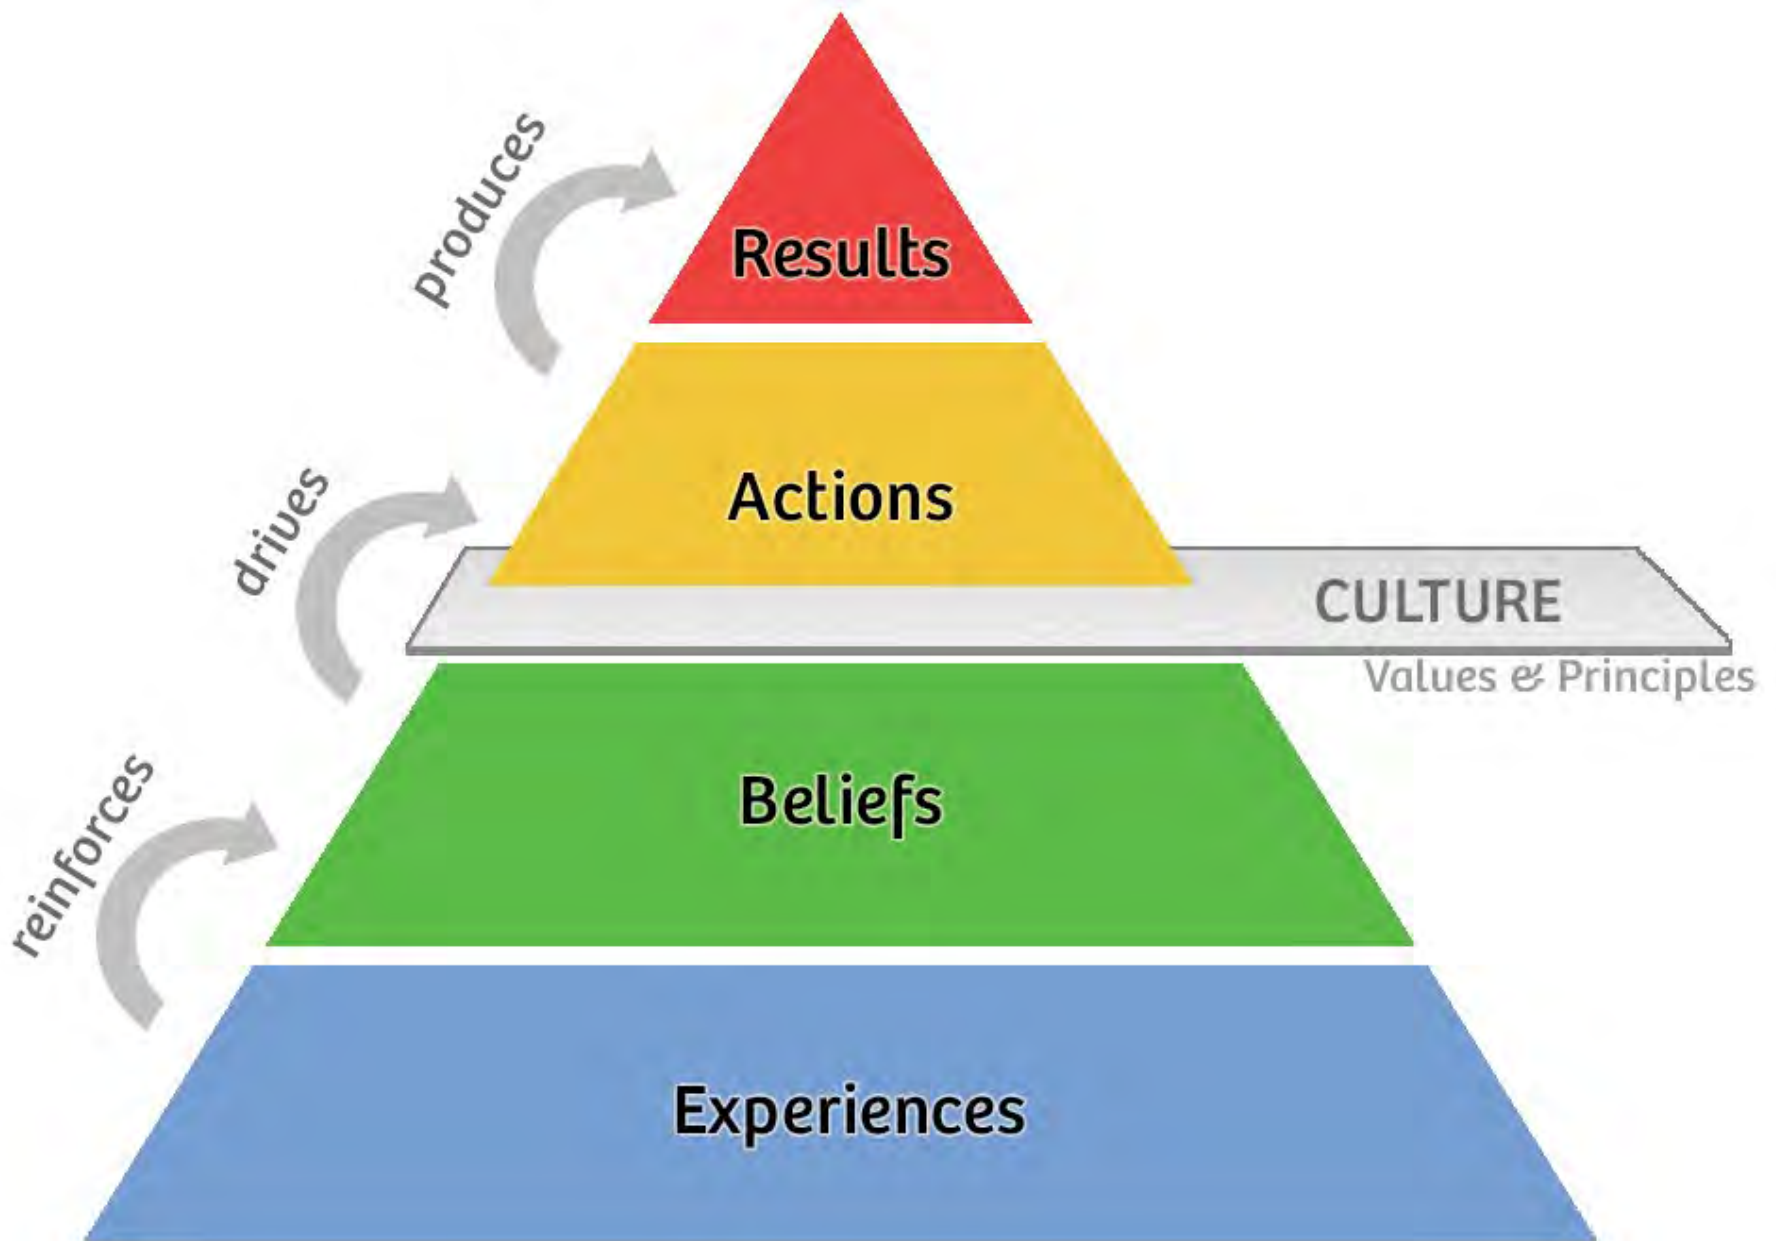 produces
Results
drives
Actions
CULTURE
Values & Principles
reinforces
Beliefs
Experiences